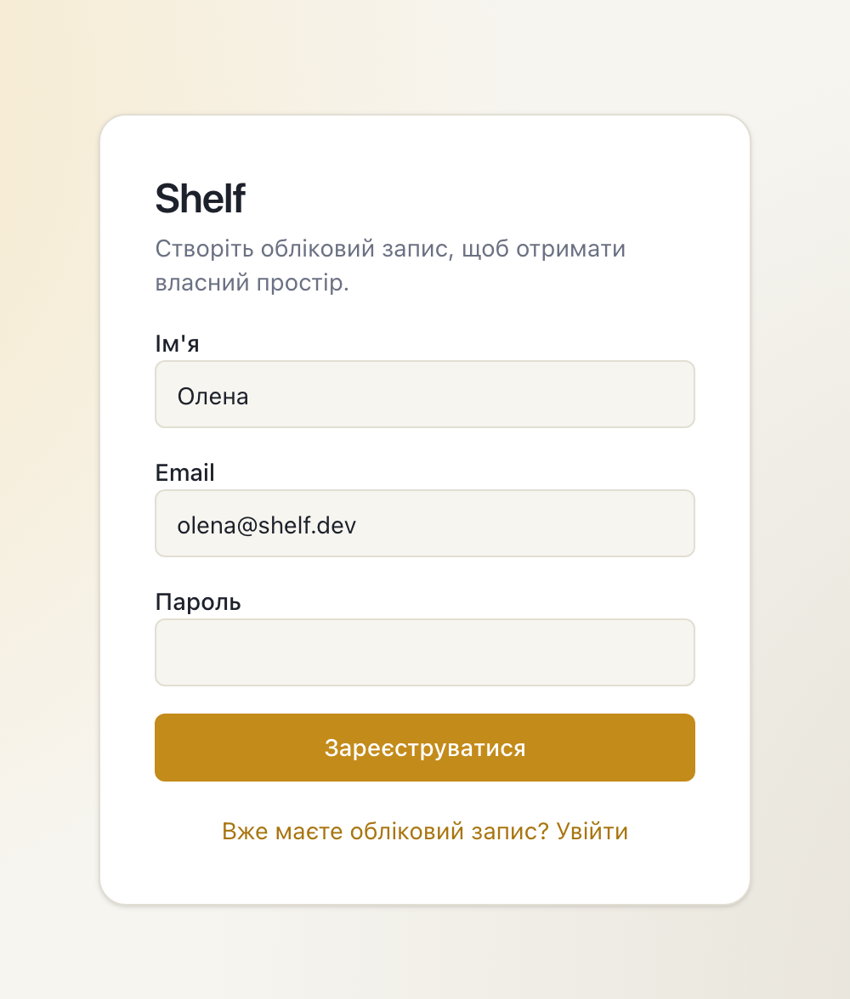 Shelf
Створіть обліковий запис, щоб отримати
власний простір.
Ім'я
Олена
Email
olena@shelf.dev
Пароль
Зареєструватися
Вже маєте обліковий запис? Увійти